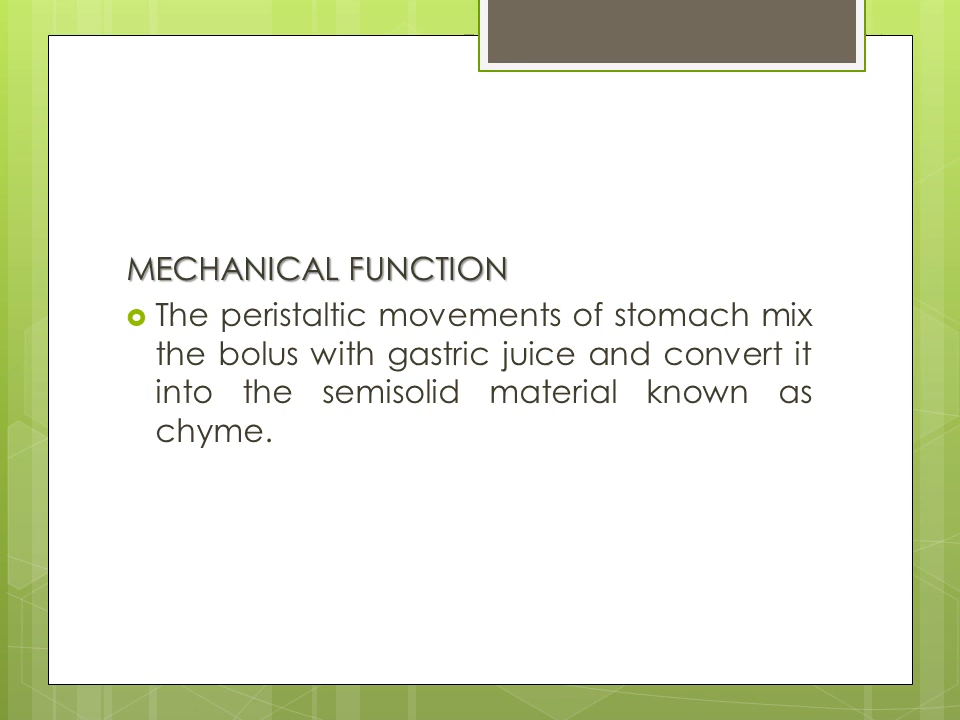 MECHANICAL FUNCTION
The peristaltic movements of stomach mix
the bolus with gastric juice and convert it
into the semisolid material known as
chyme.